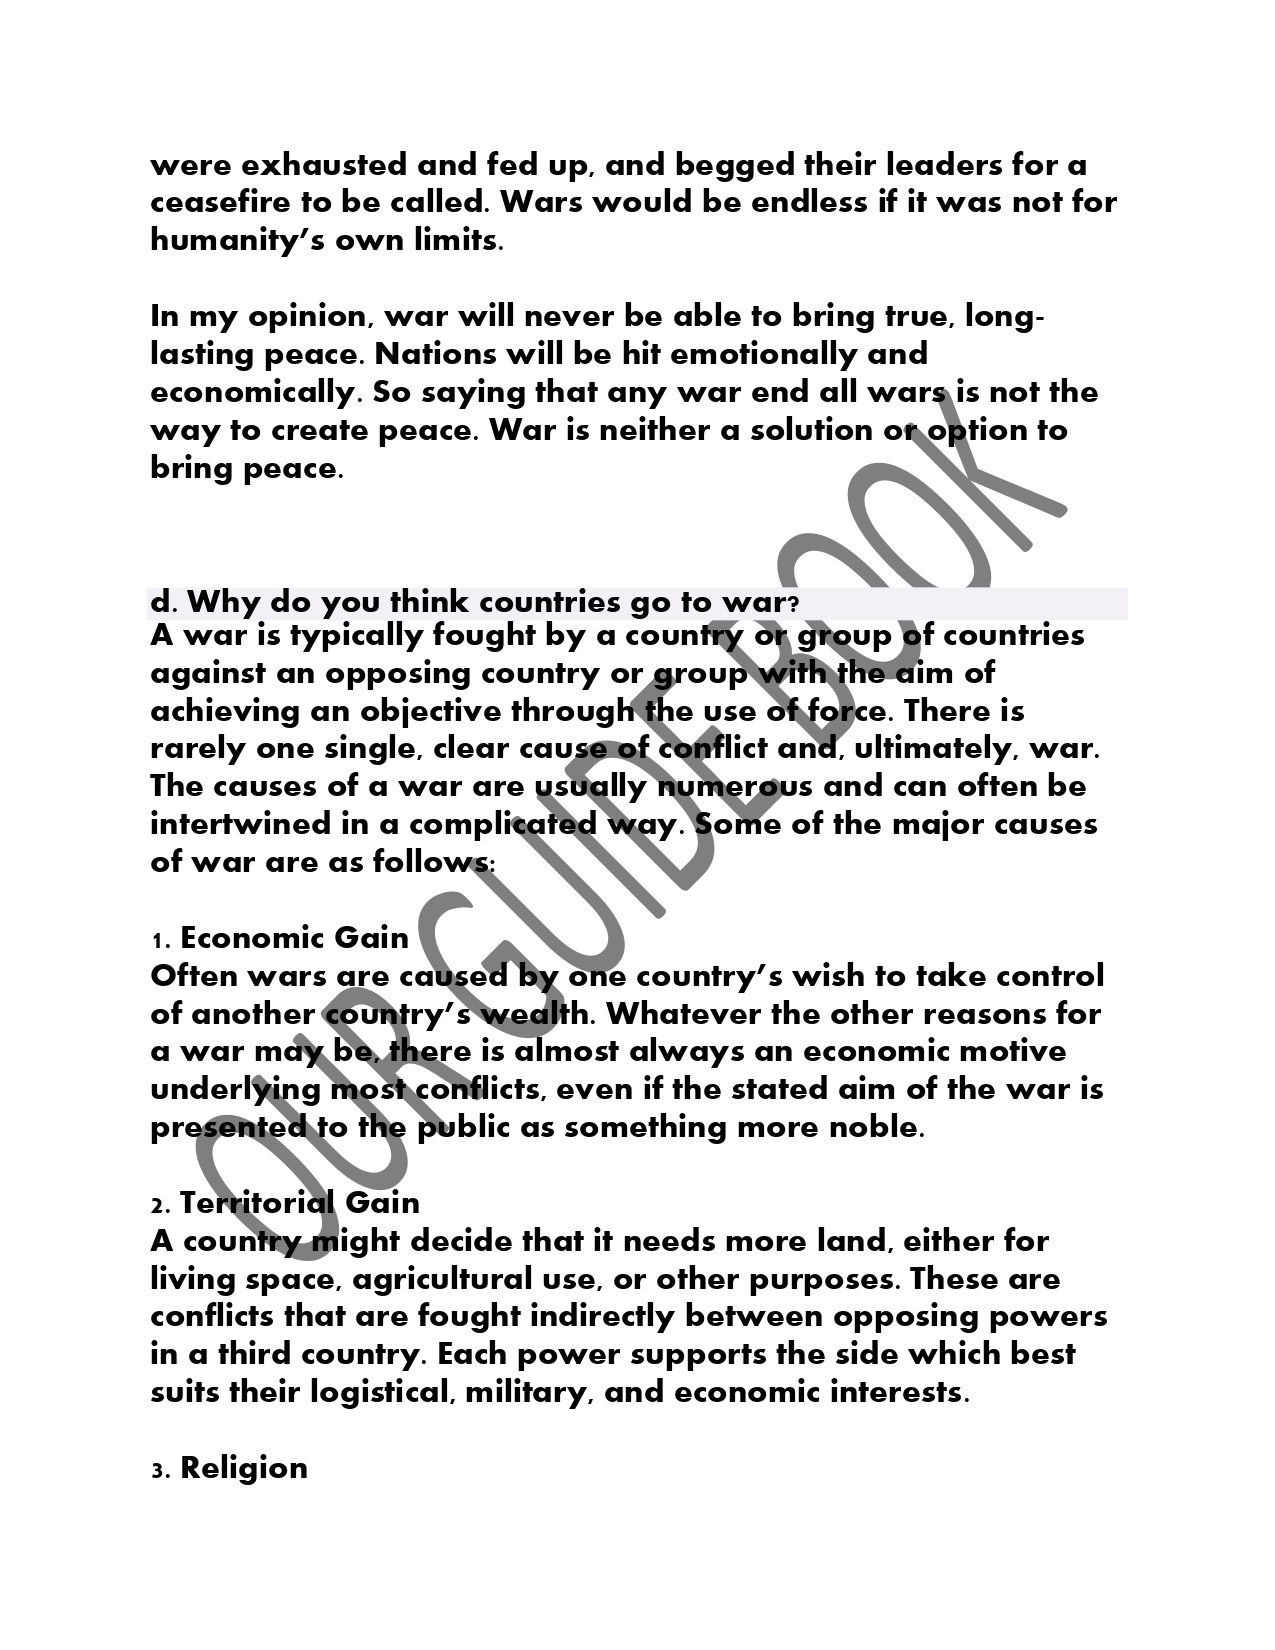 were exhausted and fed up, and begged their leaders for a
ceasefire to be called. Wars would be endless if it was not for
humanity’s own limits.
In my opinion, war will never be able to bring true, long-
lasting peace. Nations will be hit emotionally and
economically. So saying that any war end all wars is not the
way to create peace. War is neither a solution or option to
bring peace.
d. Why do you think countries go to war?
A war is typically fought by a country or group of countries
against an opposing country or group with the aim of
achieving an objective through the use of force. There is
rarely one single, clear cause of conflict and, ultimately, war.
The causes of a war are usually numerous and can often be
intertwined in a complicated way. Some of the major causes
of war are as follows:
1. Economic Gain
Often wars are caused by one country’s wish to take control
of another country’s wealth. Whatever the other reasons for
a war may be, there is almost always an economic motive
underlying most conflicts, even if the stated aim of the war is
presented to the public as something more noble.
2. Territorial Gain
A country might decide that it needs more land, either for
living space, agricultural use, or other purposes. These are
conflicts that are fought indirectly between opposing powers
in a third country. Each power supports the side which best
suits their logistical, military, and economic interests.
3. Religion
OUR GUIDE BOOK